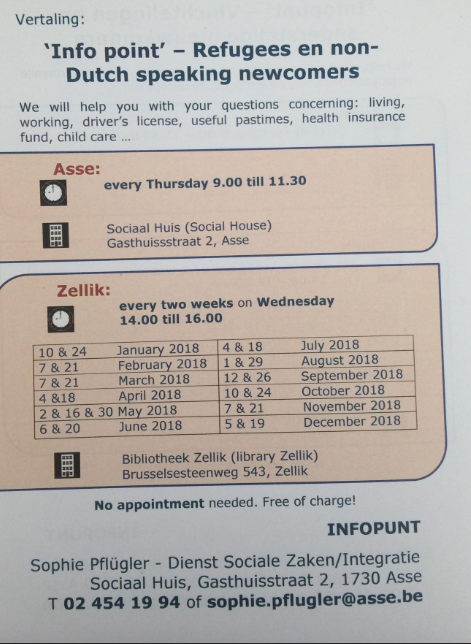 Vertaling:
‘Info point’ – Refugees en non-
Dutch speaking newcomers
We will help you with your questions concerning: living,
working, driver’s license, useful pastimes, health insurance
fund, child care ...
Asse:
every Thursday 9.00 till 11.30
Sociaal Huis (Social House)
Gasthuissstraat 2, Asse
Zellik:
every two weeks on Wednesday
14.00 till 16.00
10 & 24 January 2018 4 & 18 July 2018
7 & 21 February 2018 1 & 29 August 2018
7 & 21 March 2018 12 & 26 September 2018
4 &18 April 2018 10 & 24 October 2018
2 & 16 & 30 May 2018 7 & 21 November 2018
6 & 20 June 2018 5 & 19 December 2018
Bibliotheek Zellik (library Zellik)
Brusselsesteenweg 543, Zellik
No appointment needed. Free of charge!
INFOPUNT
Sophie Pflügler - Dienst Sociale Zaken/Integratie
Sociaal Huis, Gasthuisstraat 2, 1730 Asse
T 02 454 19 94 of sophie.pflugler@asse.be